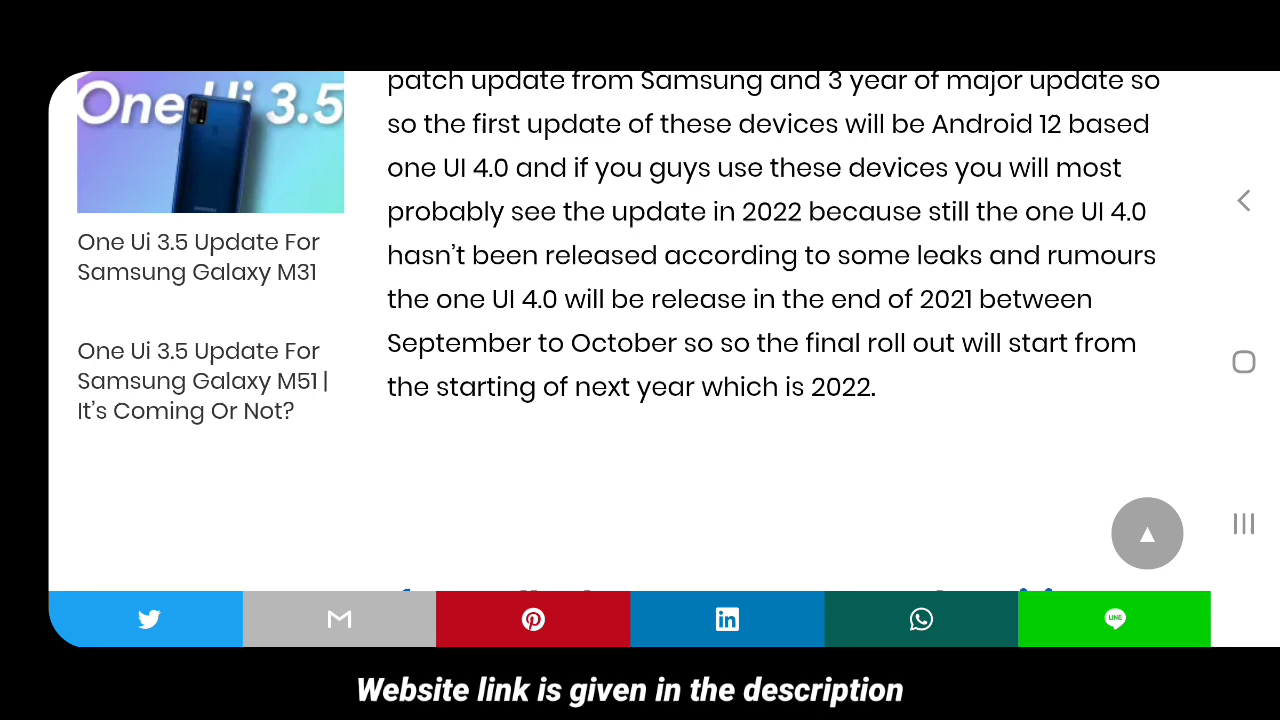 One Ui 3.5
One Ui 3.5 Update For
Samsung Galaxy M31
One Ui 3.5 Update For
Samsung Galaxy M51 |
It's Coming Or Not?
patch update from Samsung and 3 year of major update so
so the first update of these devices will be Android 12 based
one UI 4.0 and if you guys use these devices you will most
probably see the update in 2022 because still the one UI 4.0
hasn't been released according to some leaks and rumours
the one UI 4.0 will be release in the end of 2021 between
September to October so so the final roll out will start from
the starting of next year which is 2022.
LINE
Website link is given in the description